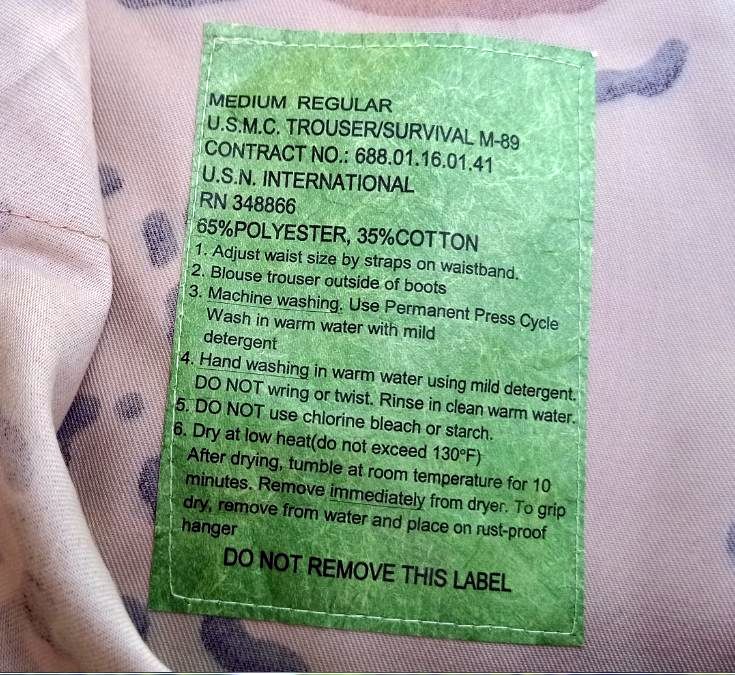 MEDIUM REGULAR
U.S.M.C. TROUSER/SURVIVAL M-89
CONTRACT NO.: 688.01.16.01.41
U.S.N. INTERNATIONAL
RN 348866
65%POLYESTER, 35%COTTON
1. Adjust waist size by straps on waistband.
2. Blouse trouser outside of boots
3. Machine washing. Use Permanent Press Cycle
Wash in warm water with mild
detergent
4. Hand washing in warm water using mild detergent.
DO NOT wring or twist. Rinse in clean warm water.
5. DO NOT use chlorine bleach or starch.
6. Dry at low heat(do not exceed 130°F)
After drying, tumble at room temperature for 10
minutes. Remove immediately from dryer. To grip
dry, remove from water and place on rust-proof
hanger
DO NOT REMOVE THIS LABEL